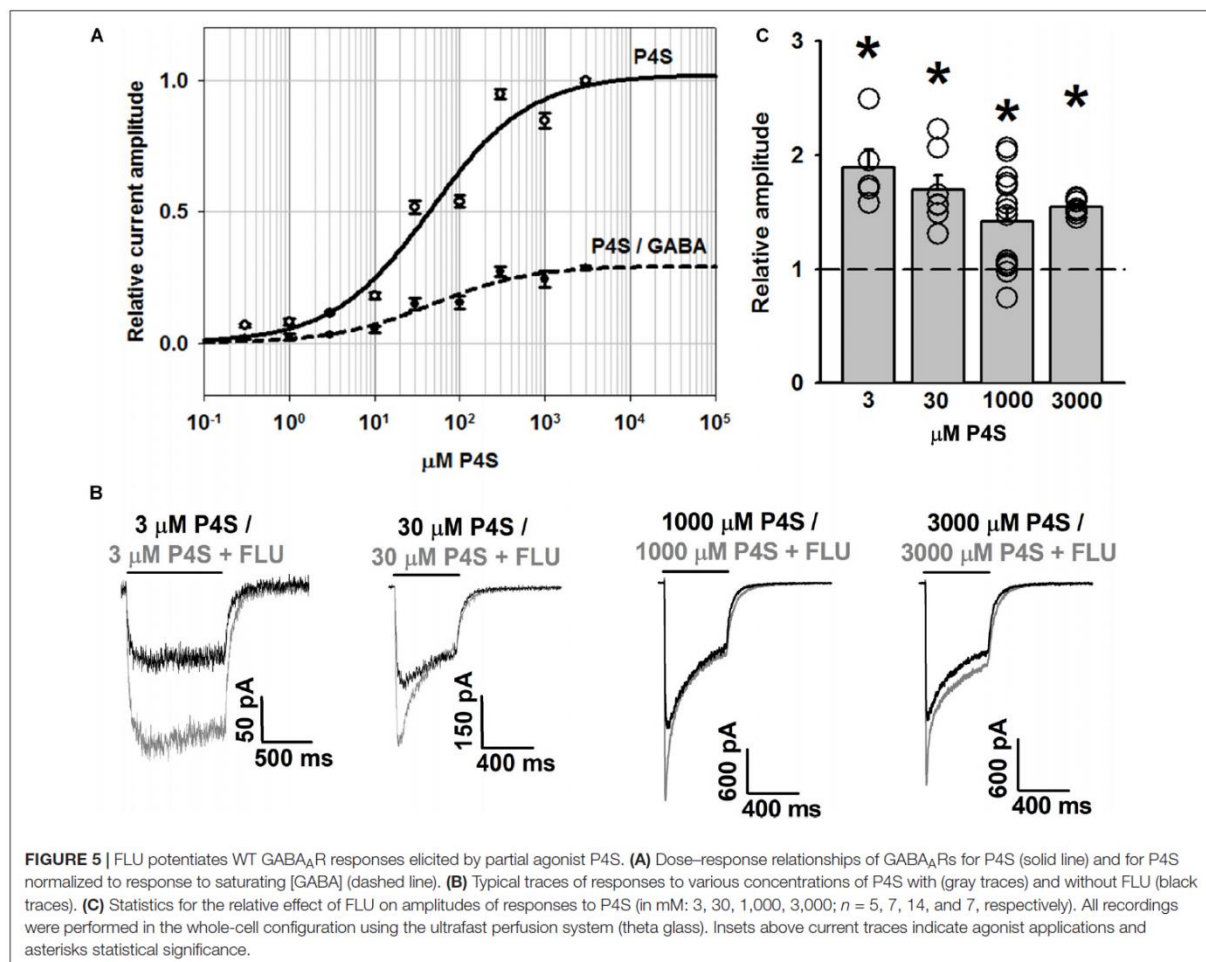 A
P4S
P4S / GABA
Relative current amplitude
1.0
0.5
0.0
10⁻¹ 10⁰ 10¹ 10² 10³ 10⁴ 10⁵
μM P4S
C
3
2
1
0
Relative amplitude
* * * *
3 30 1000 3000
μM P4S
B
3 μM P4S /
3 μM P4S + FLU
50 pA
500 ms
30 μM P4S /
30 μM P4S + FLU
150 pA
400 ms
1000 μM P4S /
1000 μM P4S + FLU
600 pA
400 ms
3000 μM P4S /
3000 μM P4S + FLU
600 pA
400 ms
FIGURE 5 | FLU potentiates WT GABAAR responses elicited by partial agonist P4S. (A) Dose–response relationships of GABAARs for P4S (solid line) and for P4S
normalized to response to saturating [GABA] (dashed line). (B) Typical traces of responses to various concentrations of P4S with (gray traces) and without FLU (black
traces). (C) Statistics for the relative effect of FLU on amplitudes of responses to P4S (in mM: 3, 30, 1,000, 3,000; n = 5, 7, 14, and 7, respectively). All recordings
were performed in the whole-cell configuration using the ultrafast perfusion system (theta glass). Insets above current traces indicate agonist applications and
asterisks statistical significance.